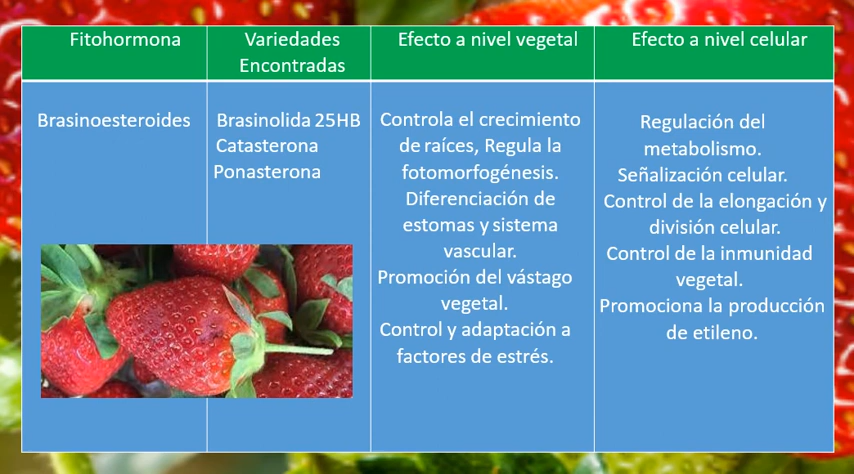 Fitohormona
Variedades
Encontradas
Efecto a nivel vegetal
Efecto a nivel celular
Brasinoesteroides
Brasinolida 25HB
Catasterona
Ponasterona
Controla el crecimiento
de raíces, Regula la
fotomorfogénesis.
Diferenciación de
estomas y sistema
vascular.
Promoción del vástago
vegetal.
Control y adaptación a
factores de estrés.
Regulación del
metabolismo.
Señalización celular.
Control de la elongación y
división celular.
Control de la inmunidad
vegetal.
Promociona la producción
de etileno.